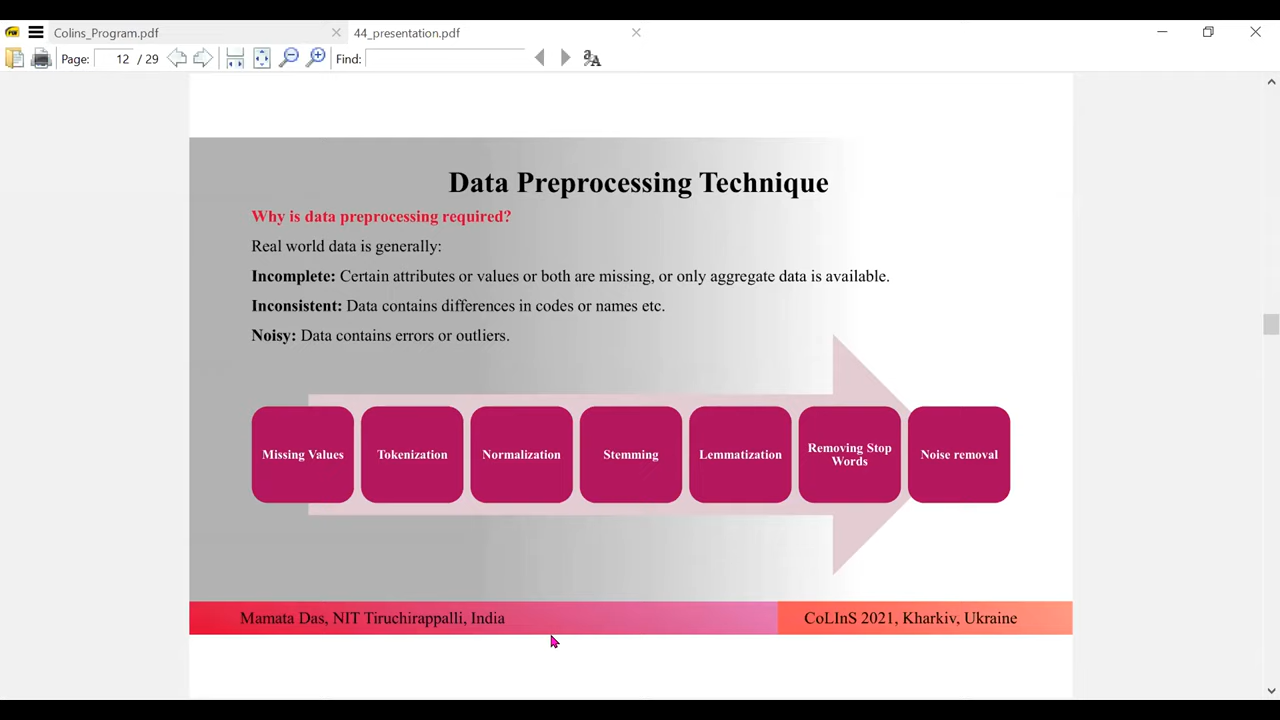 Colins_Program.pdf
44_presentation.pdf
Page: 12 / 29
Find:
Data Preprocessing Technique
Why is data preprocessing required?
Real world data is generally:
Incomplete: Certain attributes or values or both are missing, or only aggregate data is available.
Inconsistent: Data contains differences in codes or names etc.
Noisy: Data contains errors or outliers.
Missing Values
Tokenization
Normalization
Stemming
Lemmatization
Removing Stop
Words
Noise removal
Mamata Das, NIT Tiruchirappalli, India
CoLInS 2021, Kharkiv, Ukraine